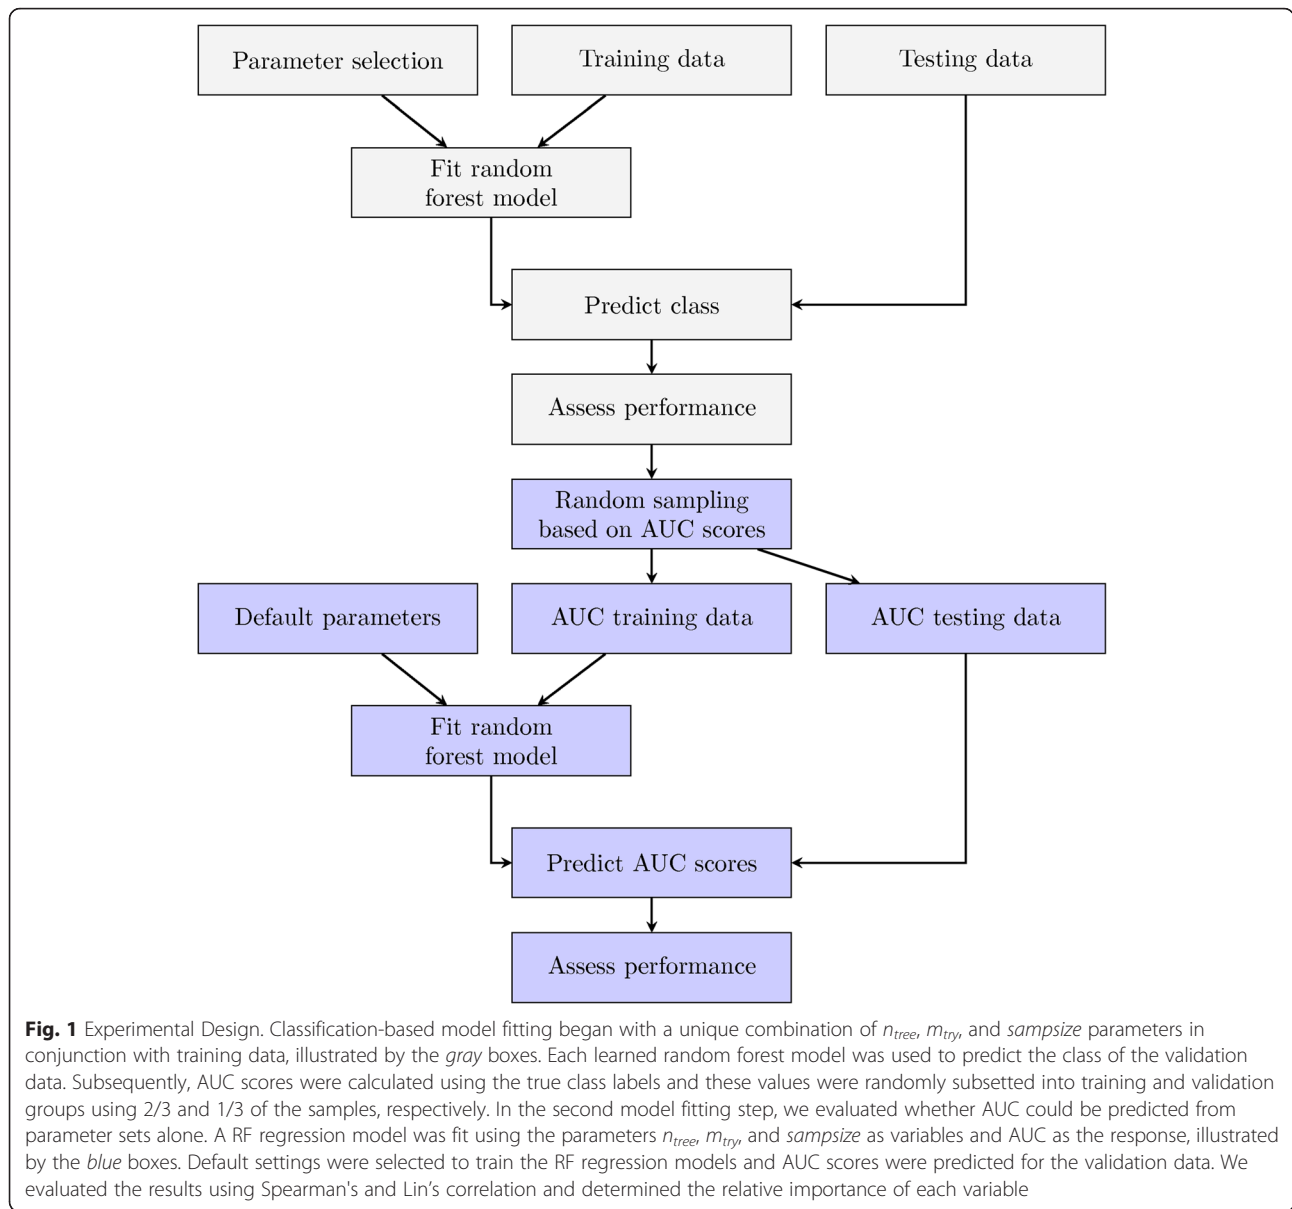 Parameter selection
Training data
Testing data
Fit random
forest model
Predict class
Assess performance
Random sampling
based on AUC scores
Default parameters
AUC training data
AUC testing data
Fit random
forest model
Predict AUC scores
Assess performance
Fig. 1 Experimental Design. Classification-based model fitting began with a unique combination of ntree, mtry, and sampsize parameters in
conjunction with training data, illustrated by the gray boxes. Each learned random forest model was used to predict the class of the validation
data. Subsequently, AUC scores were calculated using the true class labels and these values were randomly subsetted into training and validation
groups using 2/3 and 1/3 of the samples, respectively. In the second model fitting step, we evaluated whether AUC could be predicted from
parameter sets alone. A RF regression model was fit using the parameters ntree, mtry, and sampsize as variables and AUC as the response, illustrated
by the blue boxes. Default settings were selected to train the RF regression models and AUC scores were predicted for the validation data. We
evaluated the results using Spearman's and Lin’s correlation and determined the relative importance of each variable